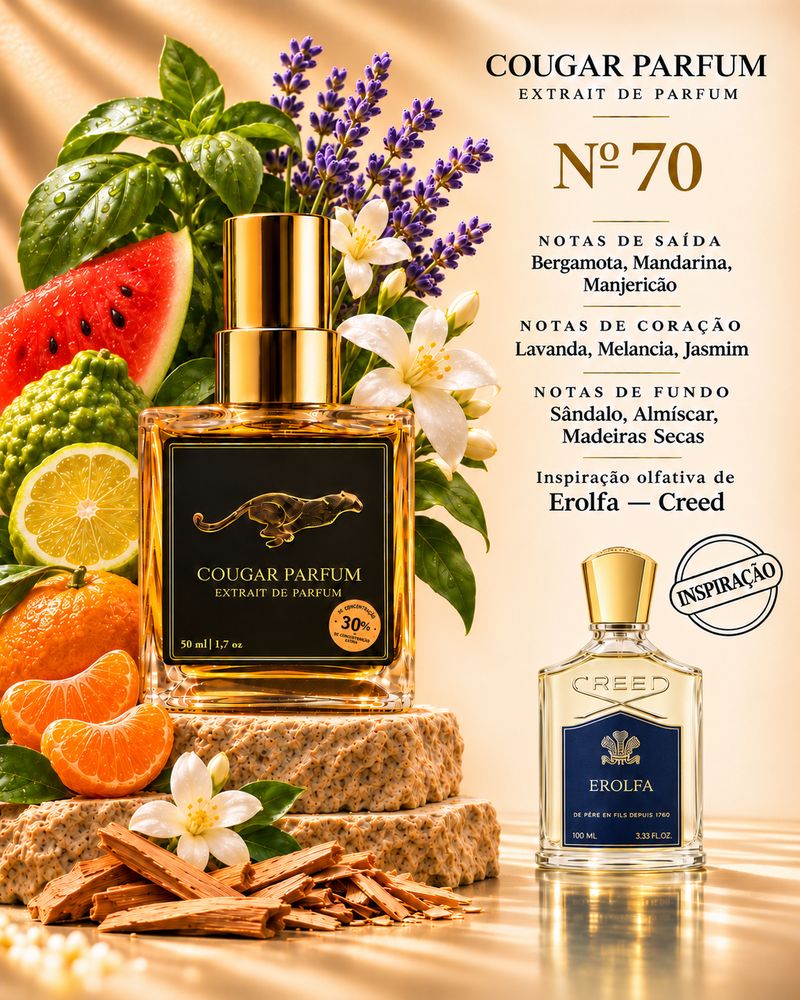 COUGAR PARFUM
EXTRAIT DE PARFUM
Nº 70
NOTAS DE SAÍDA
Bergamota, Mandarina,
Manjericão
NOTAS DE CORAÇÃO
Lavanda, Melancia, Jasmim
NOTAS DE FUNDO
Sândalo, Almíscar,
Madeiras Secas
Inspiração olfativa de
Erolfa — Creed
INSPIRAÇÃO
COUGAR PARFUM
EXTRAIT DE PARFUM
30%
50 ml | 1,7 oz
CREED
EROLFA
DE PÈRE EN FILS DEPUIS 1760
100 ML 3.33 FL.OZ.